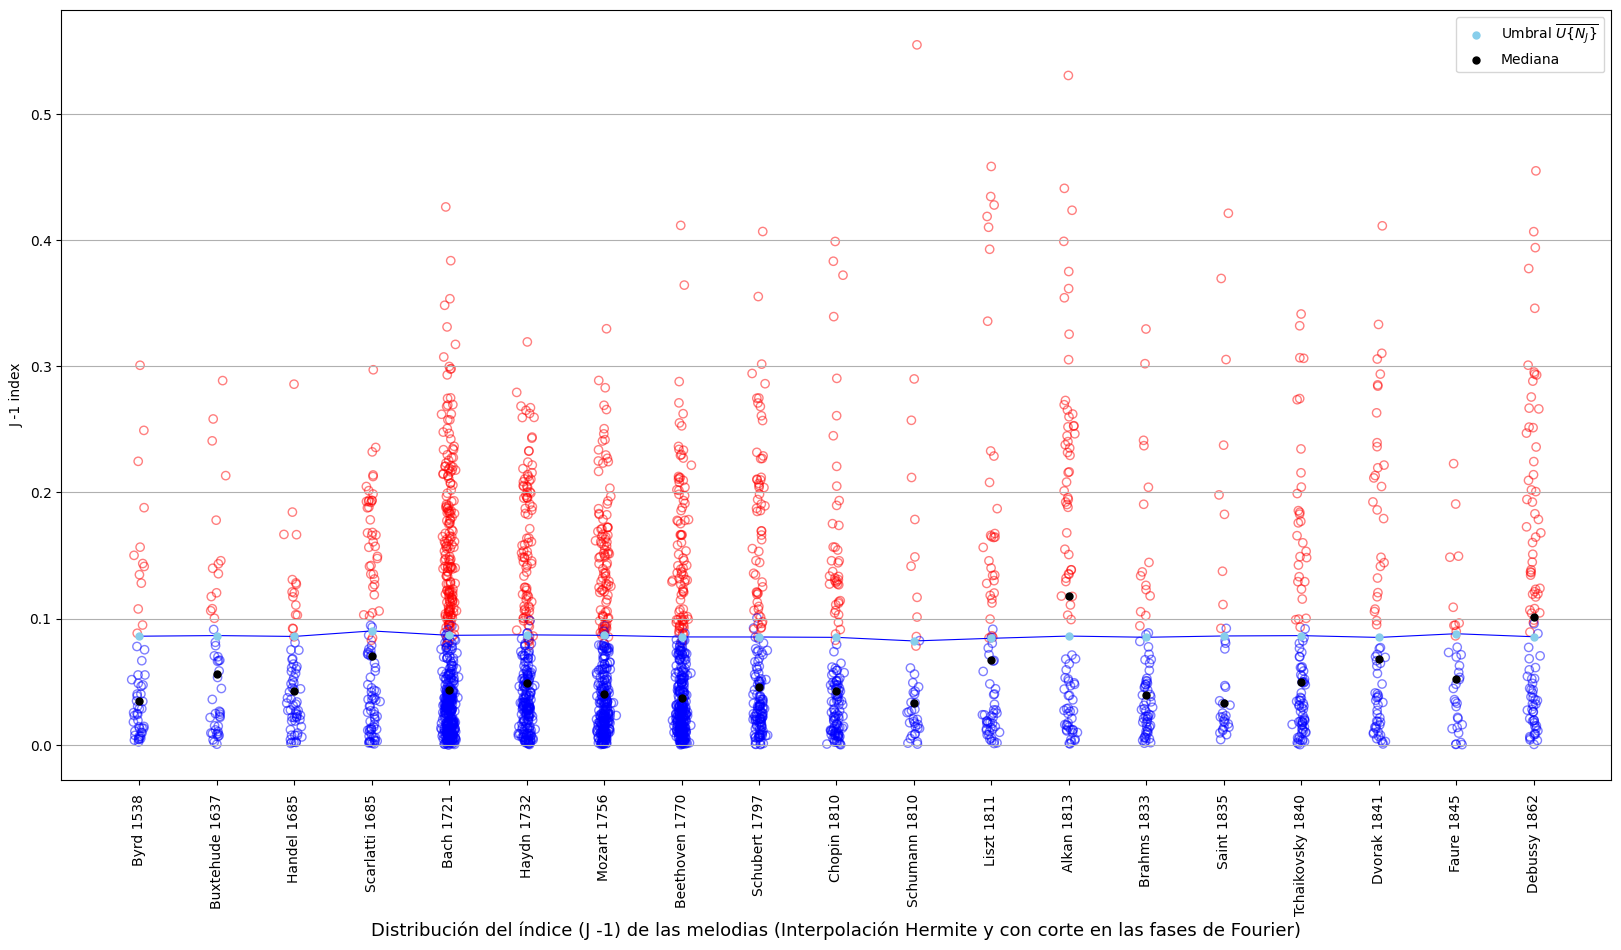 Umbral U{N_J}
Mediana
J -1 index
0.5
0.4
0.3
0.2
0.1
0.0
Byrd 1538
Buxtehude 1637
Handel 1685
Scarlatti 1685
Bach 1721
Haydn 1732
Mozart 1756
Beethoven 1770
Schubert 1797
Chopin 1810
Schumann 1810
Liszt 1811
Alkan 1813
Brahms 1833
Saint 1835
Tchaikovsky 1840
Dvorak 1841
Faure 1845
Debussy 1862
Distribución del índice (J -1) de las melodias (Interpolación Hermite y con corte en las fases de Fourier)